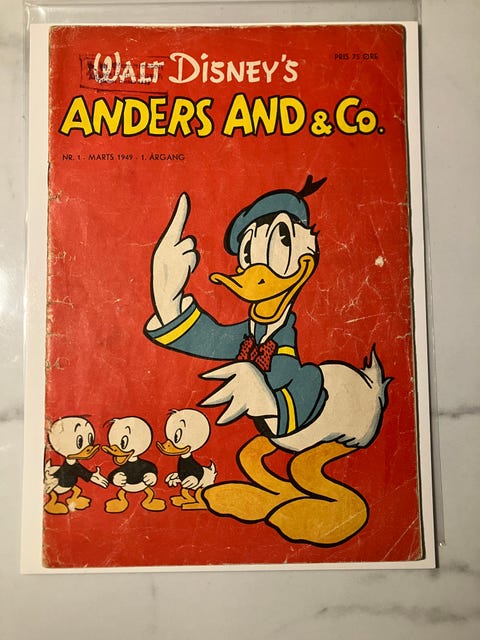 WALT DISNEY'S
PRIS 75 ØRE
ANDERS AND & Co.
NR. 1 - MARTS 1949 - 1. ÅRGANG